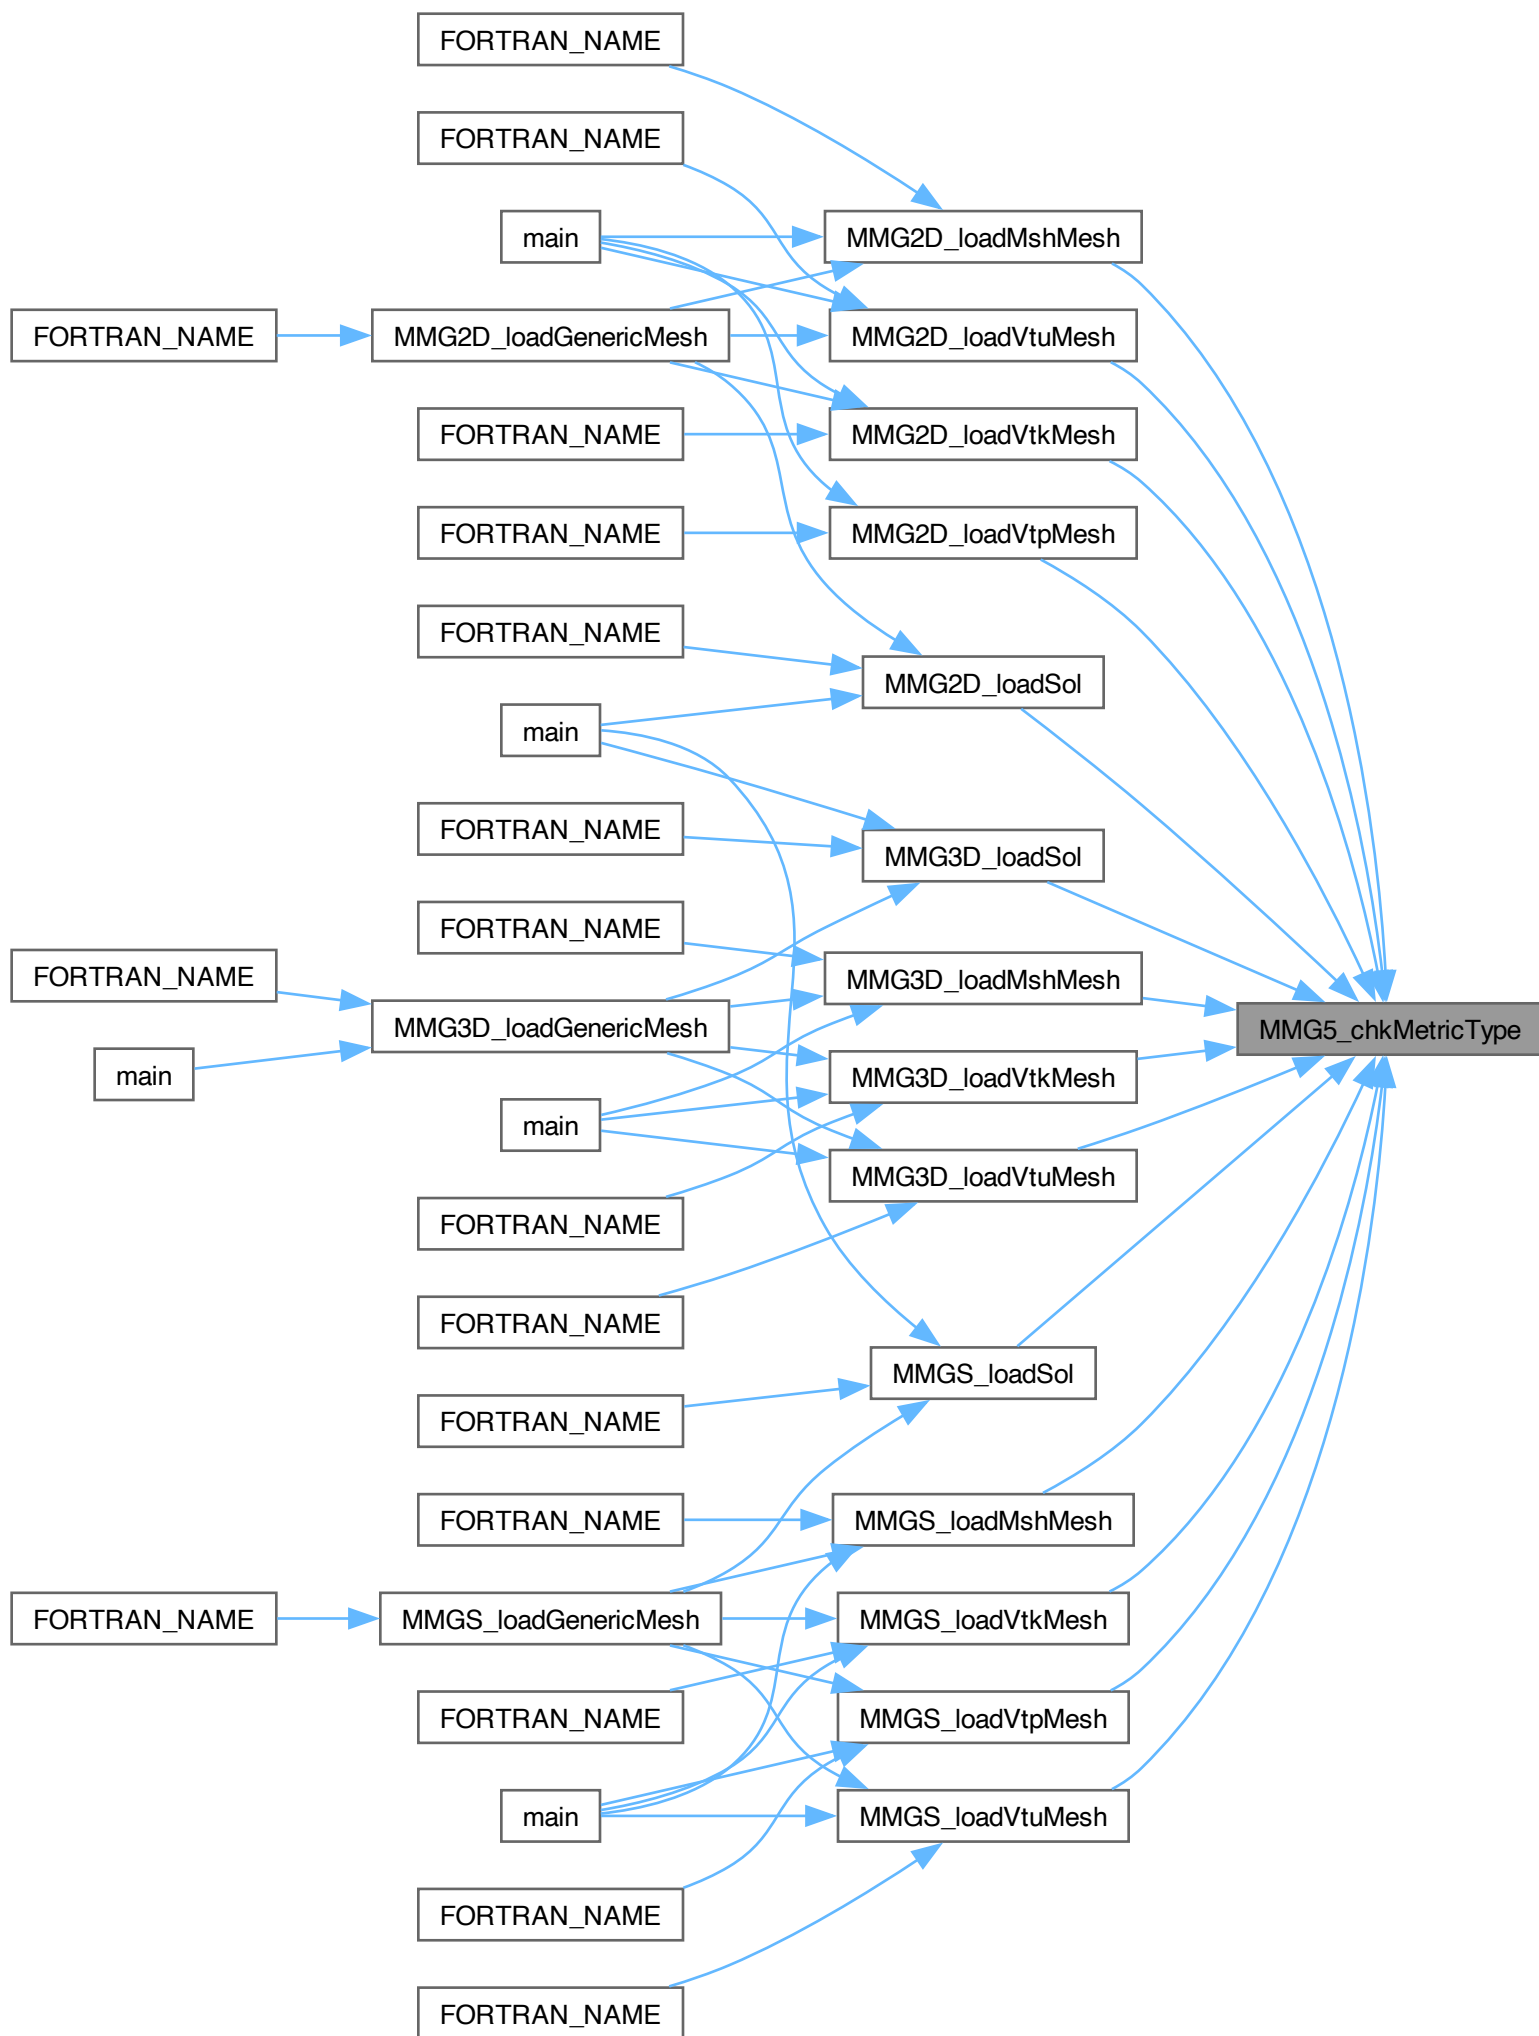 FORTRAN_NAME
FORTRAN_NAME
main
MMG2D_loadMshMesh
FORTRAN_NAME
MMG2D_loadGenericMesh
MMG2D_loadVtuMesh
FORTRAN_NAME
MMG2D_loadVtkMesh
FORTRAN_NAME
MMG2D_loadVtpMesh
FORTRAN_NAME
MMG2D_loadSol
main
FORTRAN_NAME
MMG3D_loadSol
FORTRAN_NAME
FORTRAN_NAME
MMG3D_loadMshMesh
MMG3D_loadGenericMesh
MMG5_chkMetricType
main
MMG3D_loadVtkMesh
main
MMG3D_loadVtuMesh
FORTRAN_NAME
FORTRAN_NAME
MMGS_loadSol
FORTRAN_NAME
FORTRAN_NAME
MMGS_loadMshMesh
FORTRAN_NAME
MMGS_loadGenericMesh
MMGS_loadVtkMesh
FORTRAN_NAME
MMGS_loadVtpMesh
main
MMGS_loadVtuMesh
FORTRAN_NAME
FORTRAN_NAME